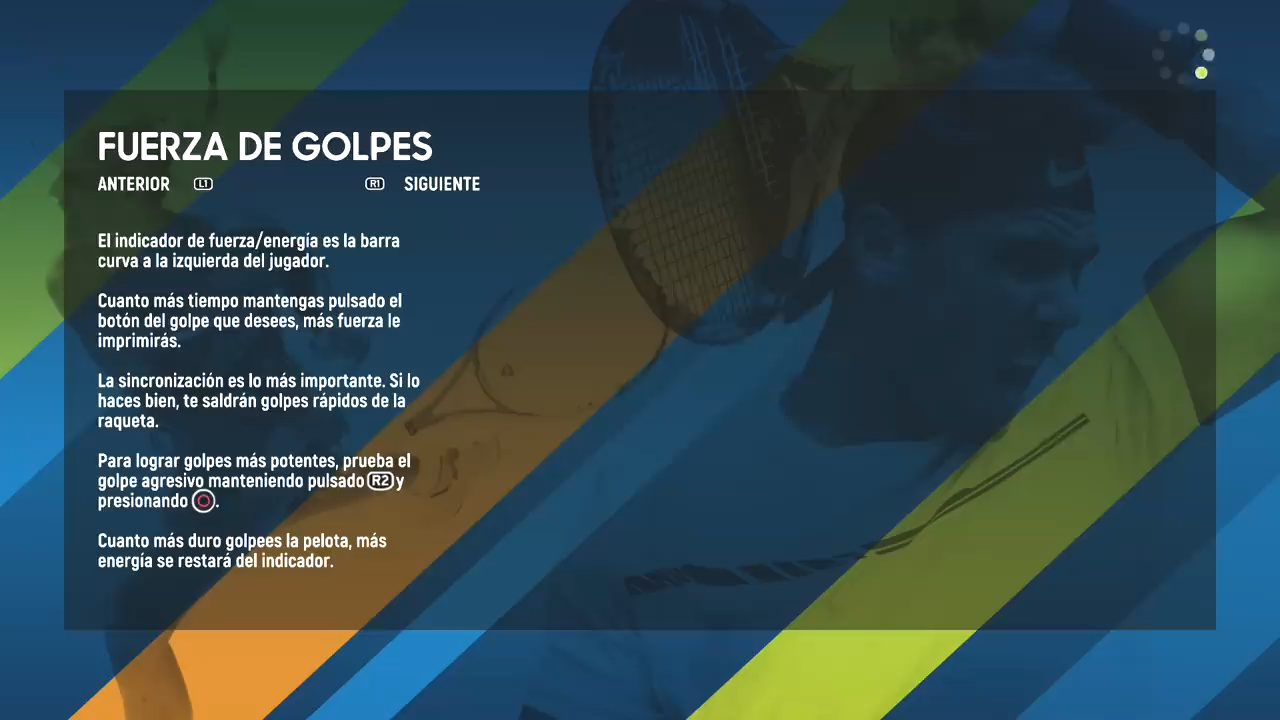 FUERZA DE GOLPES
ANTERIOR L1 R1 SIGUIENTE
El indicador de fuerza/energía es la barra
curva a la izquierda del jugador.
Cuanto más tiempo mantengas pulsado el
botón del golpe que desees, más fuerza le
imprimirás.
La sincronización es lo más importante. Si lo
haces bien, te saldrán golpes rápidos de la
raqueta.
Para lograr golpes más potentes, prueba el
golpe agresivo manteniendo pulsado R2 y
presionando ◯.
Cuanto más duro golpees la pelota, más
energía se restará del indicador.